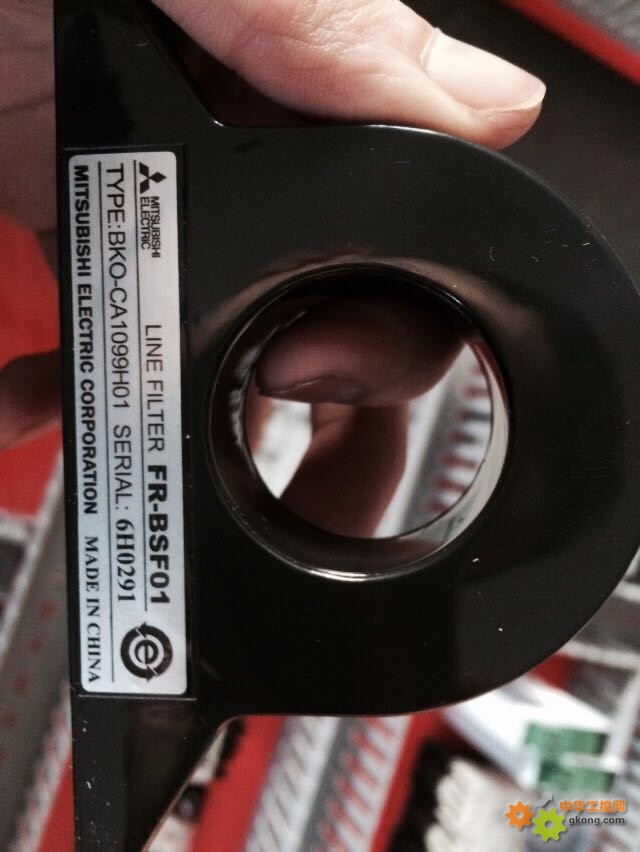 MITSUBISHI
ELECTRIC
LINE FILTER FR-BSF01
TYPE:BKO-CA1099H01 SERIAL: 6H0291
MITSUBISHI ELECTRIC CORPORATION MADE IN CHINA
e
中华工控网
gkong.com